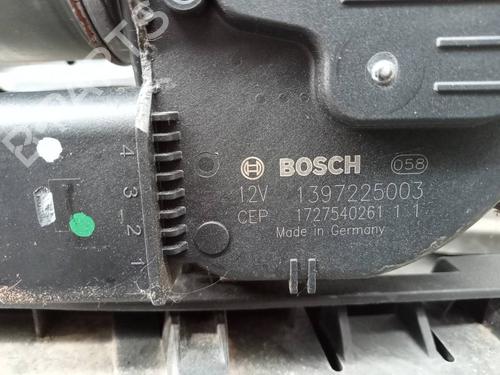 BOSCH 058
12V 1397225003
CEP 1727540261 1 1
Made in Germany
4
3
2
1